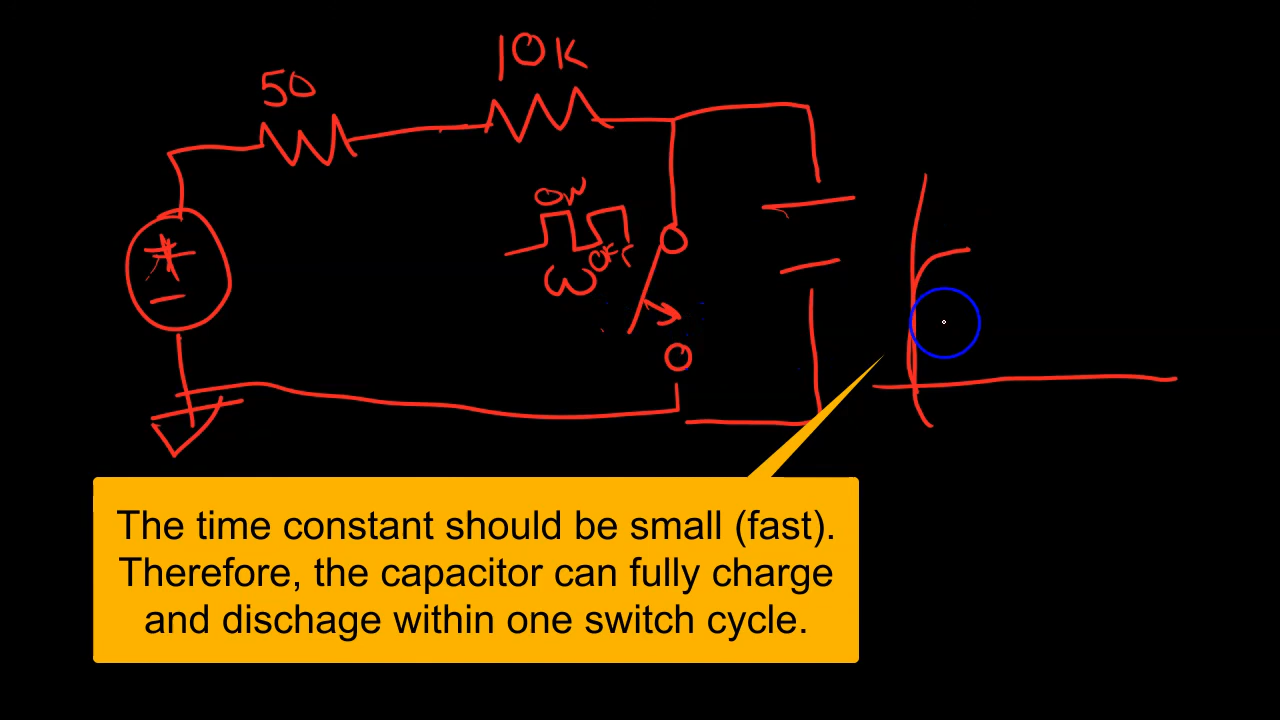 10K
50
ON
OFF
ω
The time constant should be small (fast).
Therefore, the capacitor can fully charge
and dischage within one switch cycle.